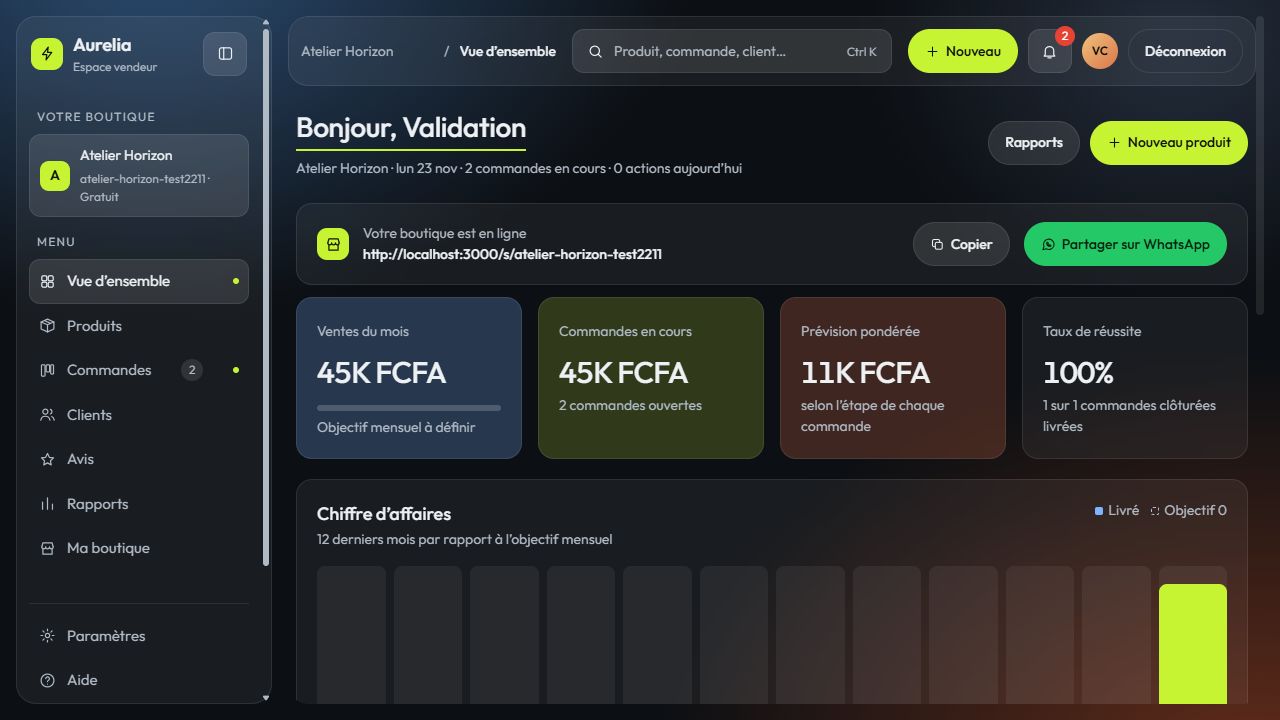 Aurelia
Espace vendeur
VOTRE BOUTIQUE
A
Atelier Horizon
atelier-horizon-test2211 ·
Gratuit
MENU
Vue d’ensemble
Produits
Commandes 2
Clients
Avis
Rapports
Ma boutique
Paramètres
Aide
Atelier Horizon / Vue d’ensemble
Produit, commande, client… Ctrl K
Nouveau
2
VC
Déconnexion
Bonjour, Validation
Atelier Horizon · lun 23 nov · 2 commandes en cours · 0 actions aujourd’hui
Rapports
Nouveau produit
Votre boutique est en ligne
http://localhost:3000/s/atelier-horizon-test2211
Copier
Partager sur WhatsApp
Ventes du mois
45K FCFA
Objectif mensuel à définir
Commandes en cours
45K FCFA
2 commandes ouvertes
Prévision pondérée
11K FCFA
selon l’étape de chaque
commande
Taux de réussite
100%
1 sur 1 commandes clôturées
livrées
Chiffre d’affaires
12 derniers mois par rapport à l’objectif mensuel
Livré Objectif 0